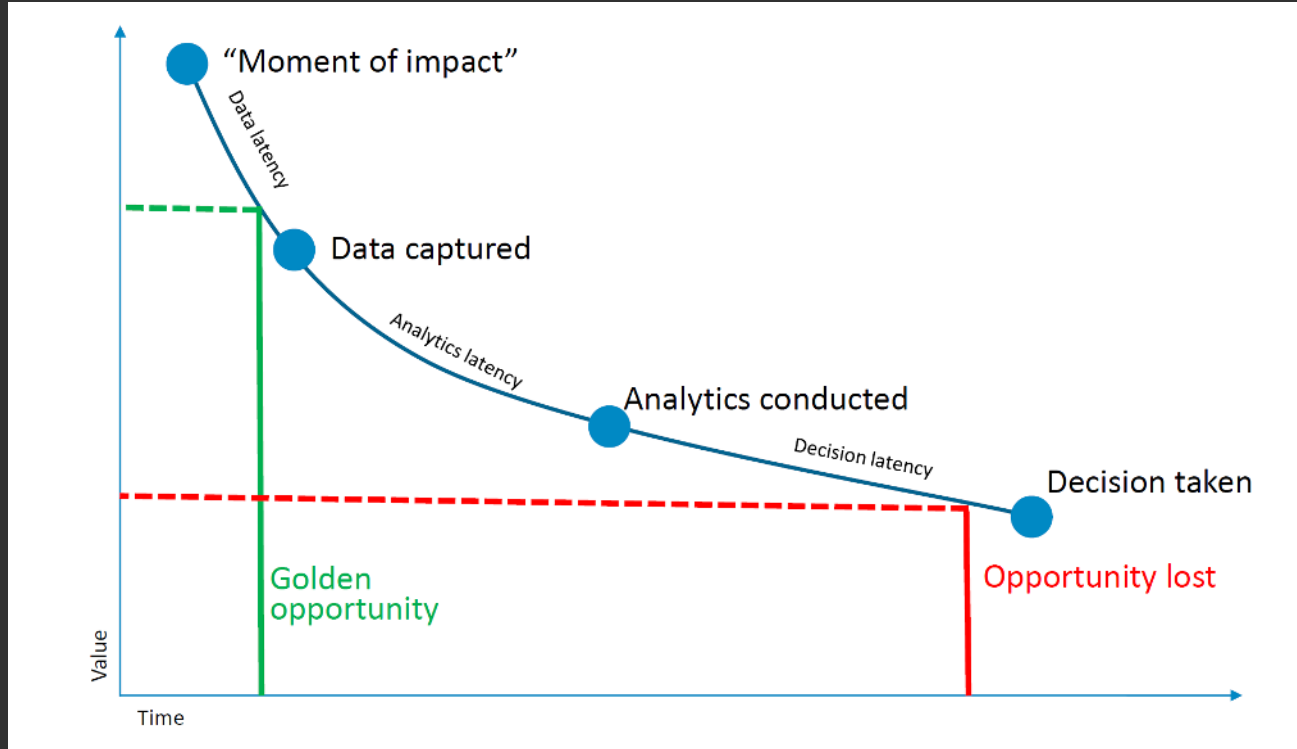 “Moment of impact”
Data latency
Data captured
Analytics latency
Analytics conducted
Decision latency
Decision taken
Golden
opportunity
Opportunity lost
Value
Time